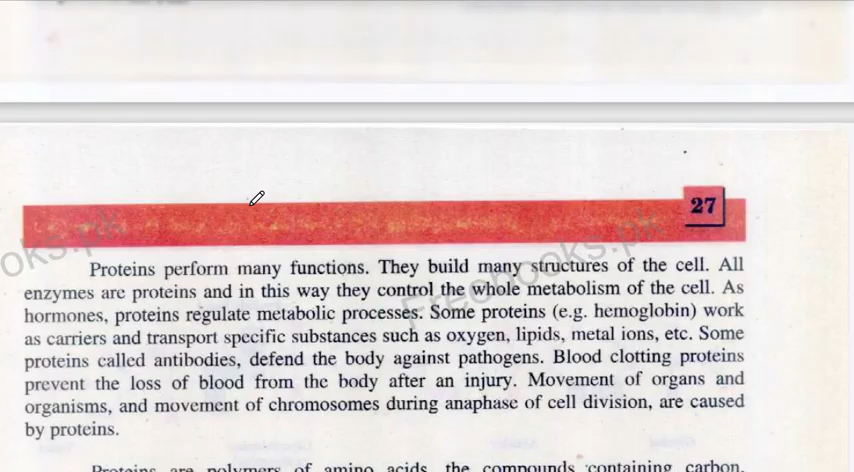 27
Proteins perform many functions. They build many structures of the cell. All
enzymes are proteins and in this way they control the whole metabolism of the cell. As
hormones, proteins regulate metabolic processes. Some proteins (e.g. hemoglobin) work
as carriers and transport specific substances such as oxygen, lipids, metal ions, etc. Some
proteins called antibodies, defend the body against pathogens. Blood clotting proteins
prevent the loss of blood from the body after an injury. Movement of organs and
organisms, and movement of chromosomes during anaphase of cell division, are caused
by proteins.
Proteins are polymers of amino acids, the compounds containing carbon,
oks.pk
Freebooks.pk